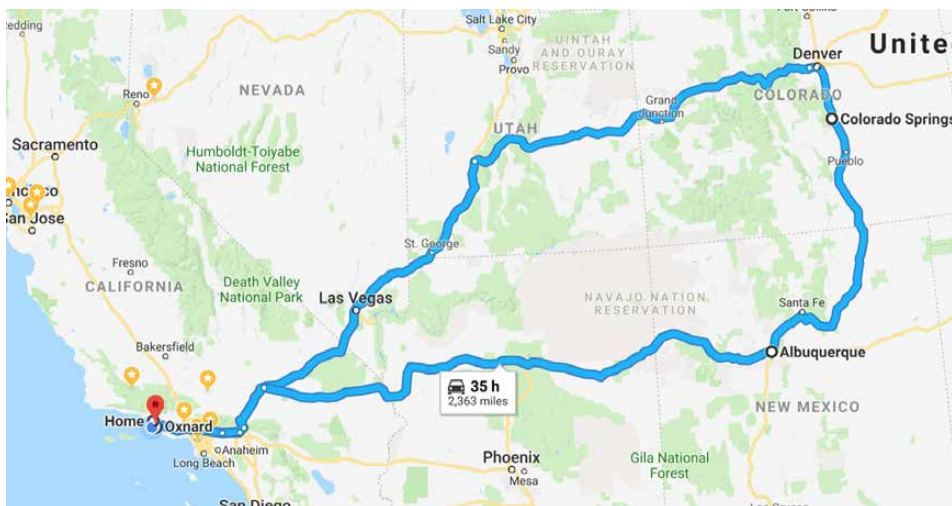 Redding
Salt Lake City
Sandy
Provo
UINTAH
AND OURAY
RESERVATION
Denver
Unite
Reno
NEVADA
COLORADO
Grand
Junction
Colorado Springs
UTAH
Sacramento
Humboldt-Toiyabe
National Forest
Pueblo
ncisco
San Jose
St. George
Fresno
CALIFORNIA
Death Valley
National Park
Las Vegas
NAVAJO NATION
RESERVATION
Santa Fe
Bakersfield
Albuquerque
35 h
2,363 miles
Home
Oxnard
NEW MEXICO
Anaheim
Long Beach
Phoenix
Mesa
Gila National
Forest
San Diego